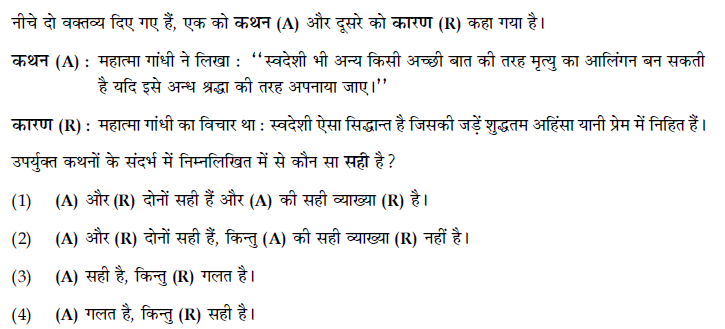 नीचे दो वक्तव्य दिए गए हैं, एक को कथन (A) और दूसरे को कारण (R) कहा गया है।
कथन (A) : महात्मा गांधी ने लिखा : ‘‘स्वदेशी भी अन्य किसी अच्छी बात की तरह मृत्यु का आलिंगन बन सकती
है यदि इसे अन्ध श्रद्धा की तरह अपनाया जाए।’’
कारण (R) : महात्मा गांधी का विचार था : स्वदेशी ऐसा सिद्धान्त है जिसकी जड़ें शुद्धतम अहिंसा यानी प्रेम में निहित हैं।
उपर्युक्त कथनों के संदर्भ में निम्नलिखित में से कौन सा सही है ?
(1) (A) और (R) दोनों सही हैं और (A) की सही व्याख्या (R) है।
(2) (A) और (R) दोनों सही हैं, किन्तु (A) की सही व्याख्या (R) नहीं है।
(3) (A) सही है, किन्तु (R) गलत है।
(4) (A) गलत है, किन्तु (R) सही है।